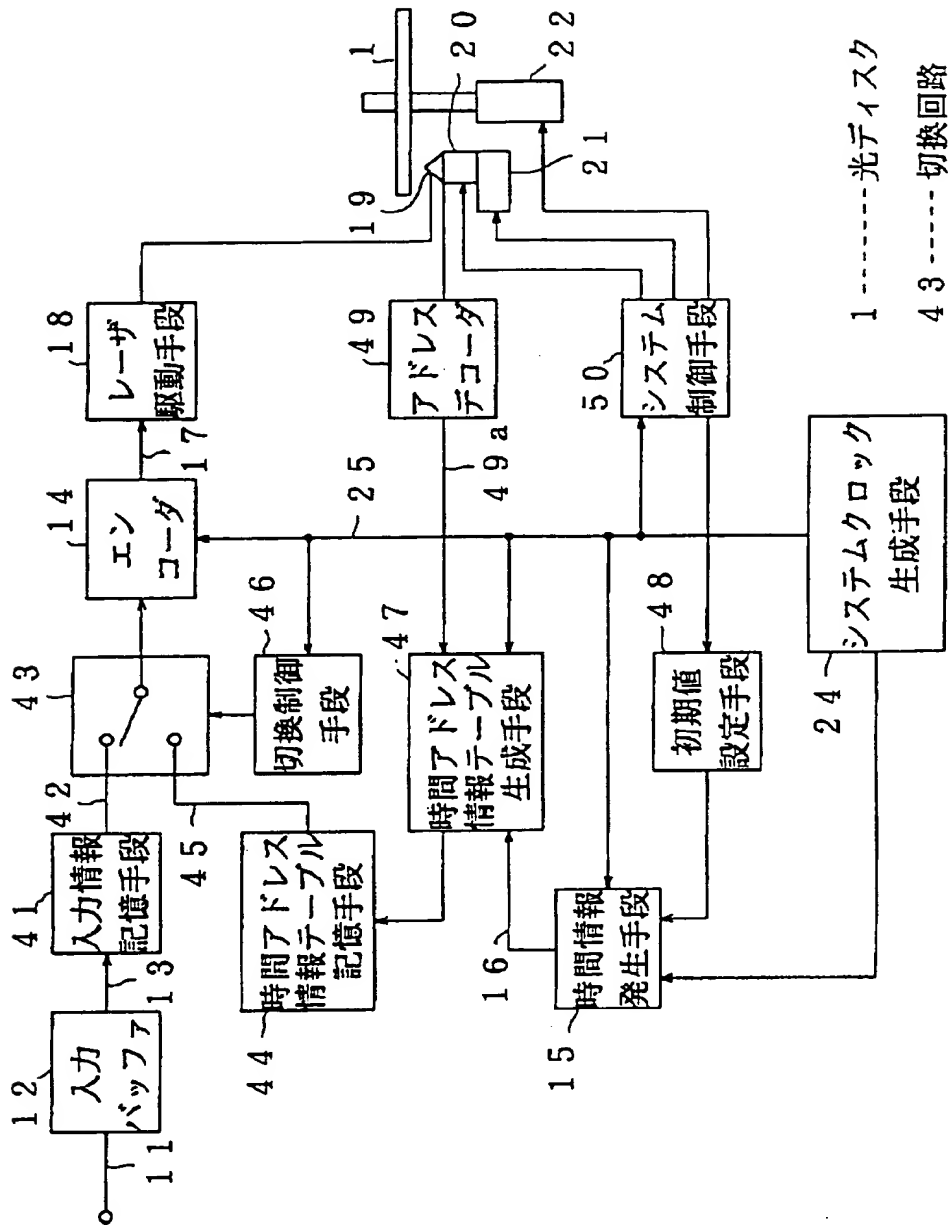 11
12
入力
バッファ
13
41
入力情報
記憶手段
42
43
14
エン
コーダ
17
18
レーザ
駆動手段
45
46
切換制御
手段
25
44
時間アドレス
情報テーブル
記憶手段
47
時間アドレス
情報テーブル
生成手段
49a
49
アドレス
デコーダ
19
1
20
21
22
16
15
時間情報
発生手段
48
初期値
設定手段
50
システム
制御手段
24
システムクロック
生成手段
1--------光ディスク
43-----切換回路